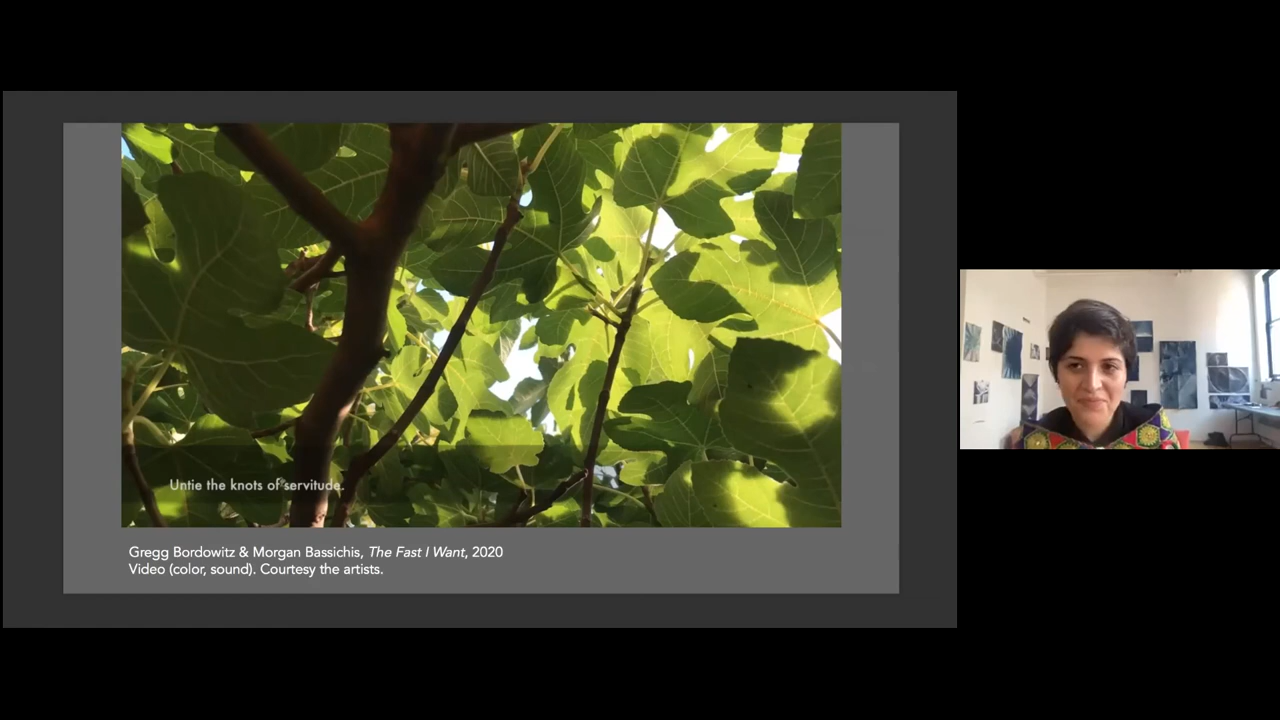 Untie the knots of servitude.
Gregg Bordowitz & Morgan Bassichis, The Fast I Want, 2020
Video (color, sound). Courtesy the artists.